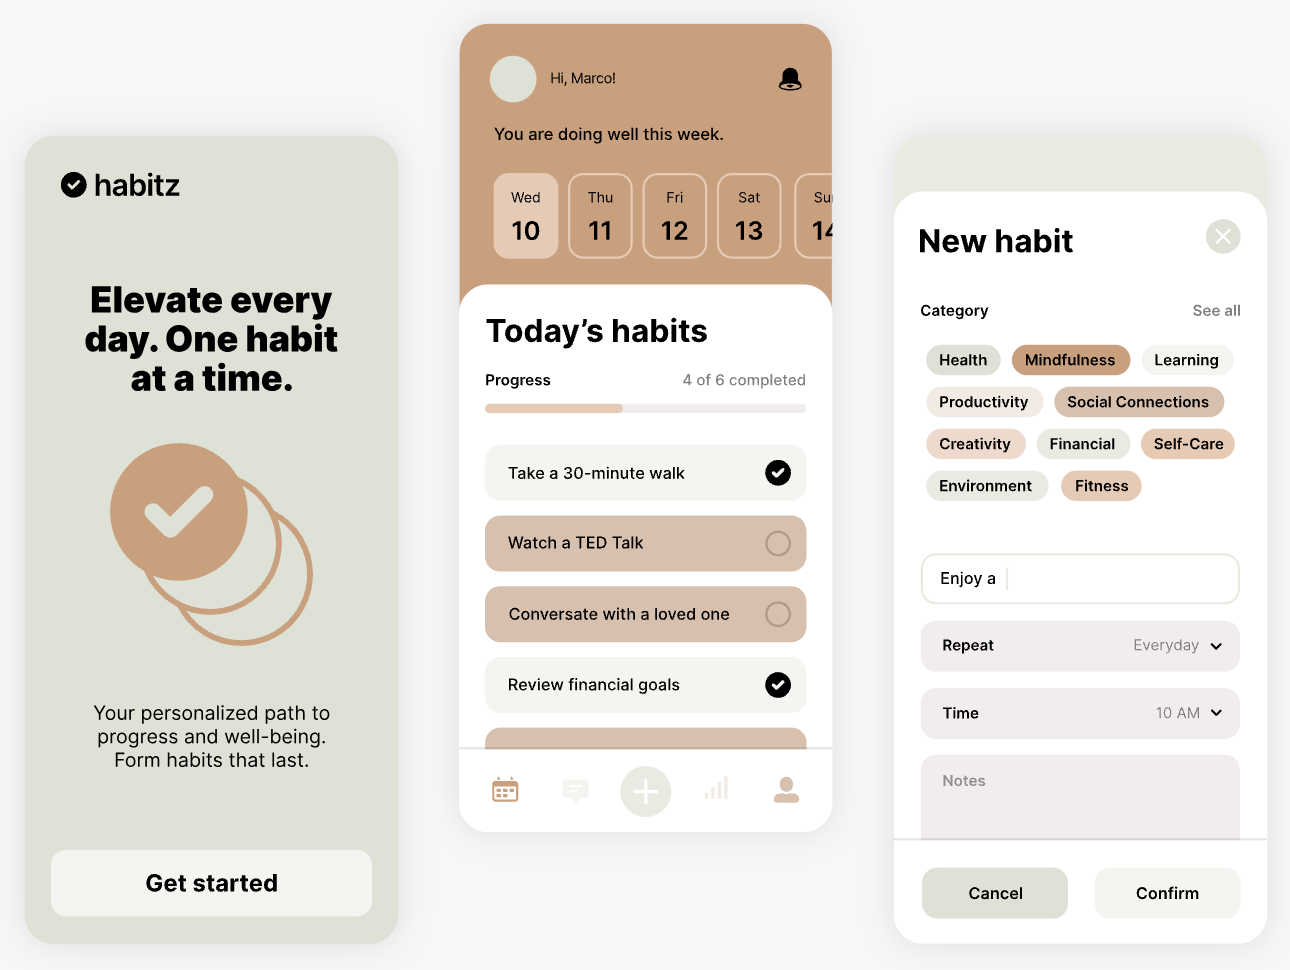 habitz
Elevate every
day. One habit
at a time.
Your personalized path to
progress and well-being.
Form habits that last.
Get started
Hi, Marco!
You are doing well this week.
Wed Thu Fri Sat Sun
10 11 12 13 14
Today’s habits
Progress 4 of 6 completed
Take a 30-minute walk
Watch a TED Talk
Conversate with a loved one
Review financial goals
New habit
Category See all
Health Mindfulness Learning
Productivity Social Connections
Creativity Financial Self-Care
Environment Fitness
Enjoy a
Repeat Everyday
Time 10 AM
Notes
Cancel Confirm